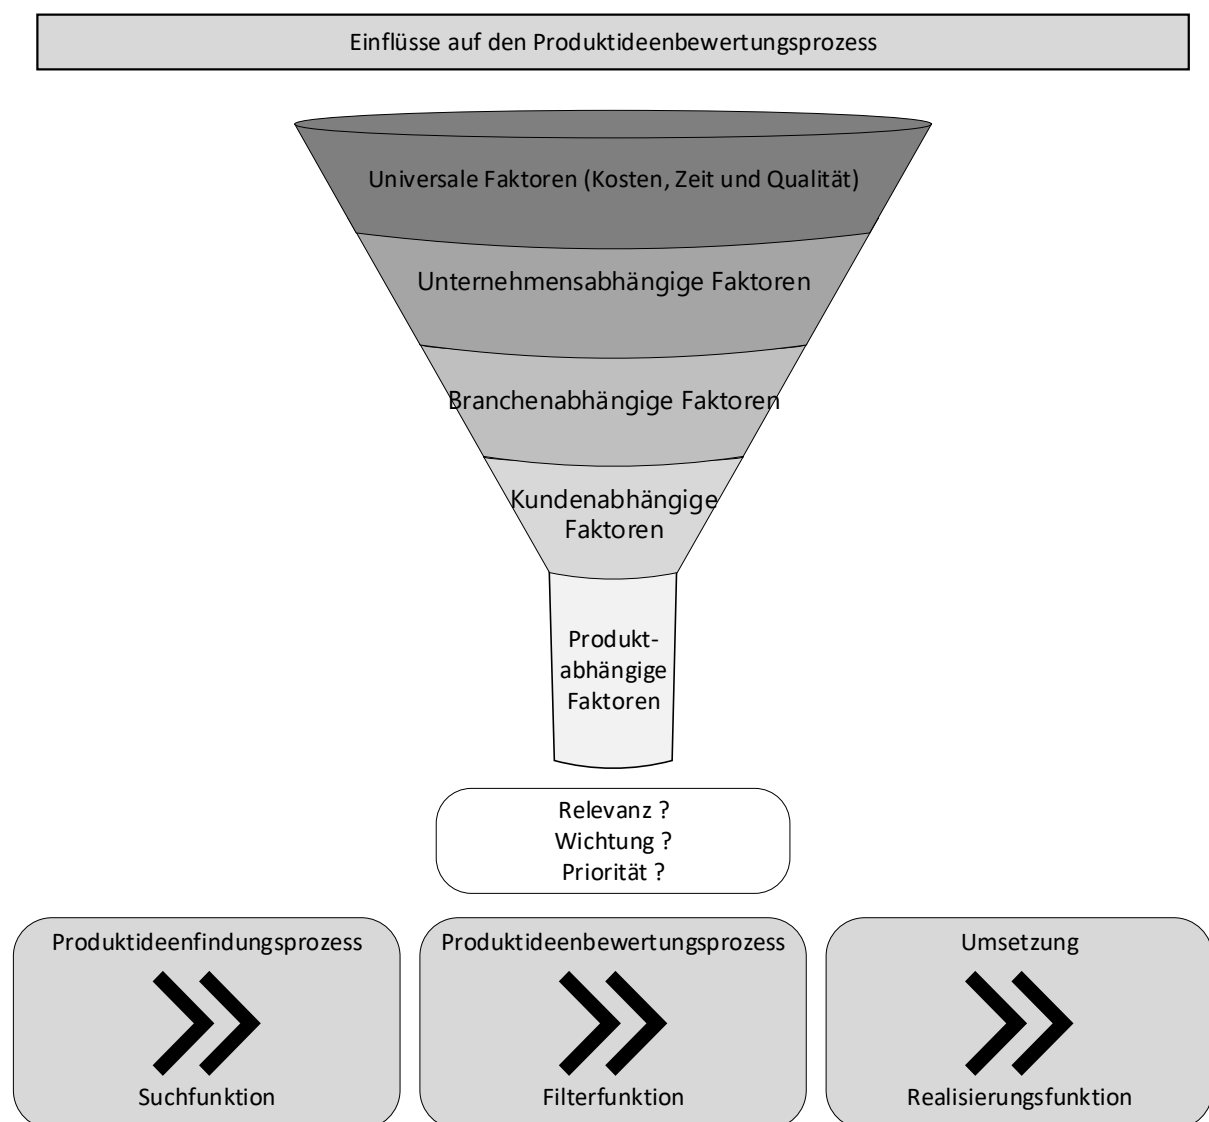 Einflüsse auf den Produktideenbewertungsprozess
Universale Faktoren (Kosten, Zeit und Qualität)
Unternehmensabhängige Faktoren
Branchenabhängige Faktoren
Kundenabhängige
Faktoren
Produkt-
abhängige
Faktoren
Relevanz ?
Wichtung ?
Priorität ?
Produktideenfindungsprozess
Suchfunktion
Produktideenbewertungsprozess
Filterfunktion
Umsetzung
Realisierungsfunktion